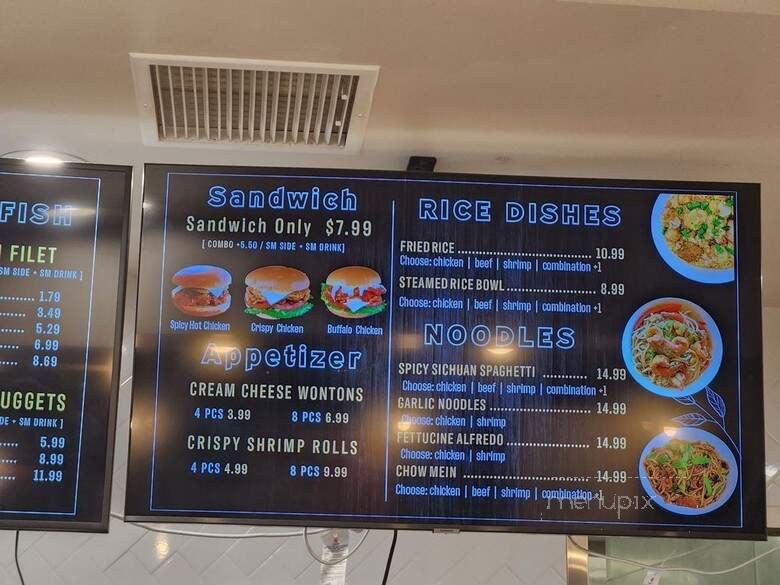 FISH
FILET
SM SIDE + SM DRINK ]
1.79
3.49
5.29
6.99
8.69
UGGETS
DE + SM DRINK ]
5.99
8.99
11.99
Sandwich
Sandwich Only $7.99
[ COMBO +5.50 / SM SIDE + SM DRINK]
Spicy Hot Chicken Crispy Chicken Buffalo Chicken
Appetizer
CREAM CHEESE WONTONS
4 PCS 3.99 8 PCS 6.99
CRISPY SHRIMP ROLLS
4 PCS 4.99 8 PCS 9.99
RICE DISHES
FRIED RICE 10.99
Choose: chicken | beef | shrimp | combination +1
STEAMED RICE BOWL 8.99
Choose: chicken | beef | shrimp | combination +1
NOODLES
SPICY SICHUAN SPAGHETTI 14.99
Choose: chicken | beef | shrimp | combination +1
GARLIC NOODLES 14.99
Choose: chicken | shrimp
FETTUCINE ALFREDO 14.99
Choose: chicken | shrimp
CHOW MEIN 14.99
Choose: chicken | beef | shrimp | combination +1
menupix